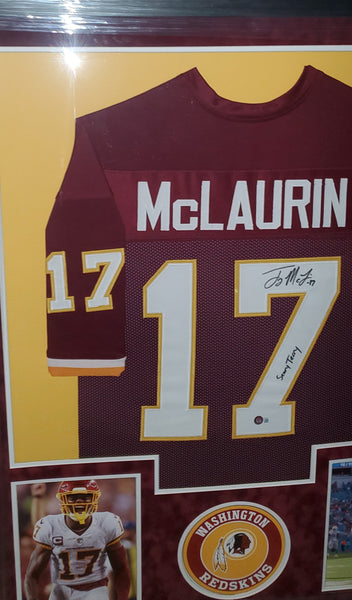 McLAURIN
17
17
Scary Terry
17
WASHINGTON
REDSKINS